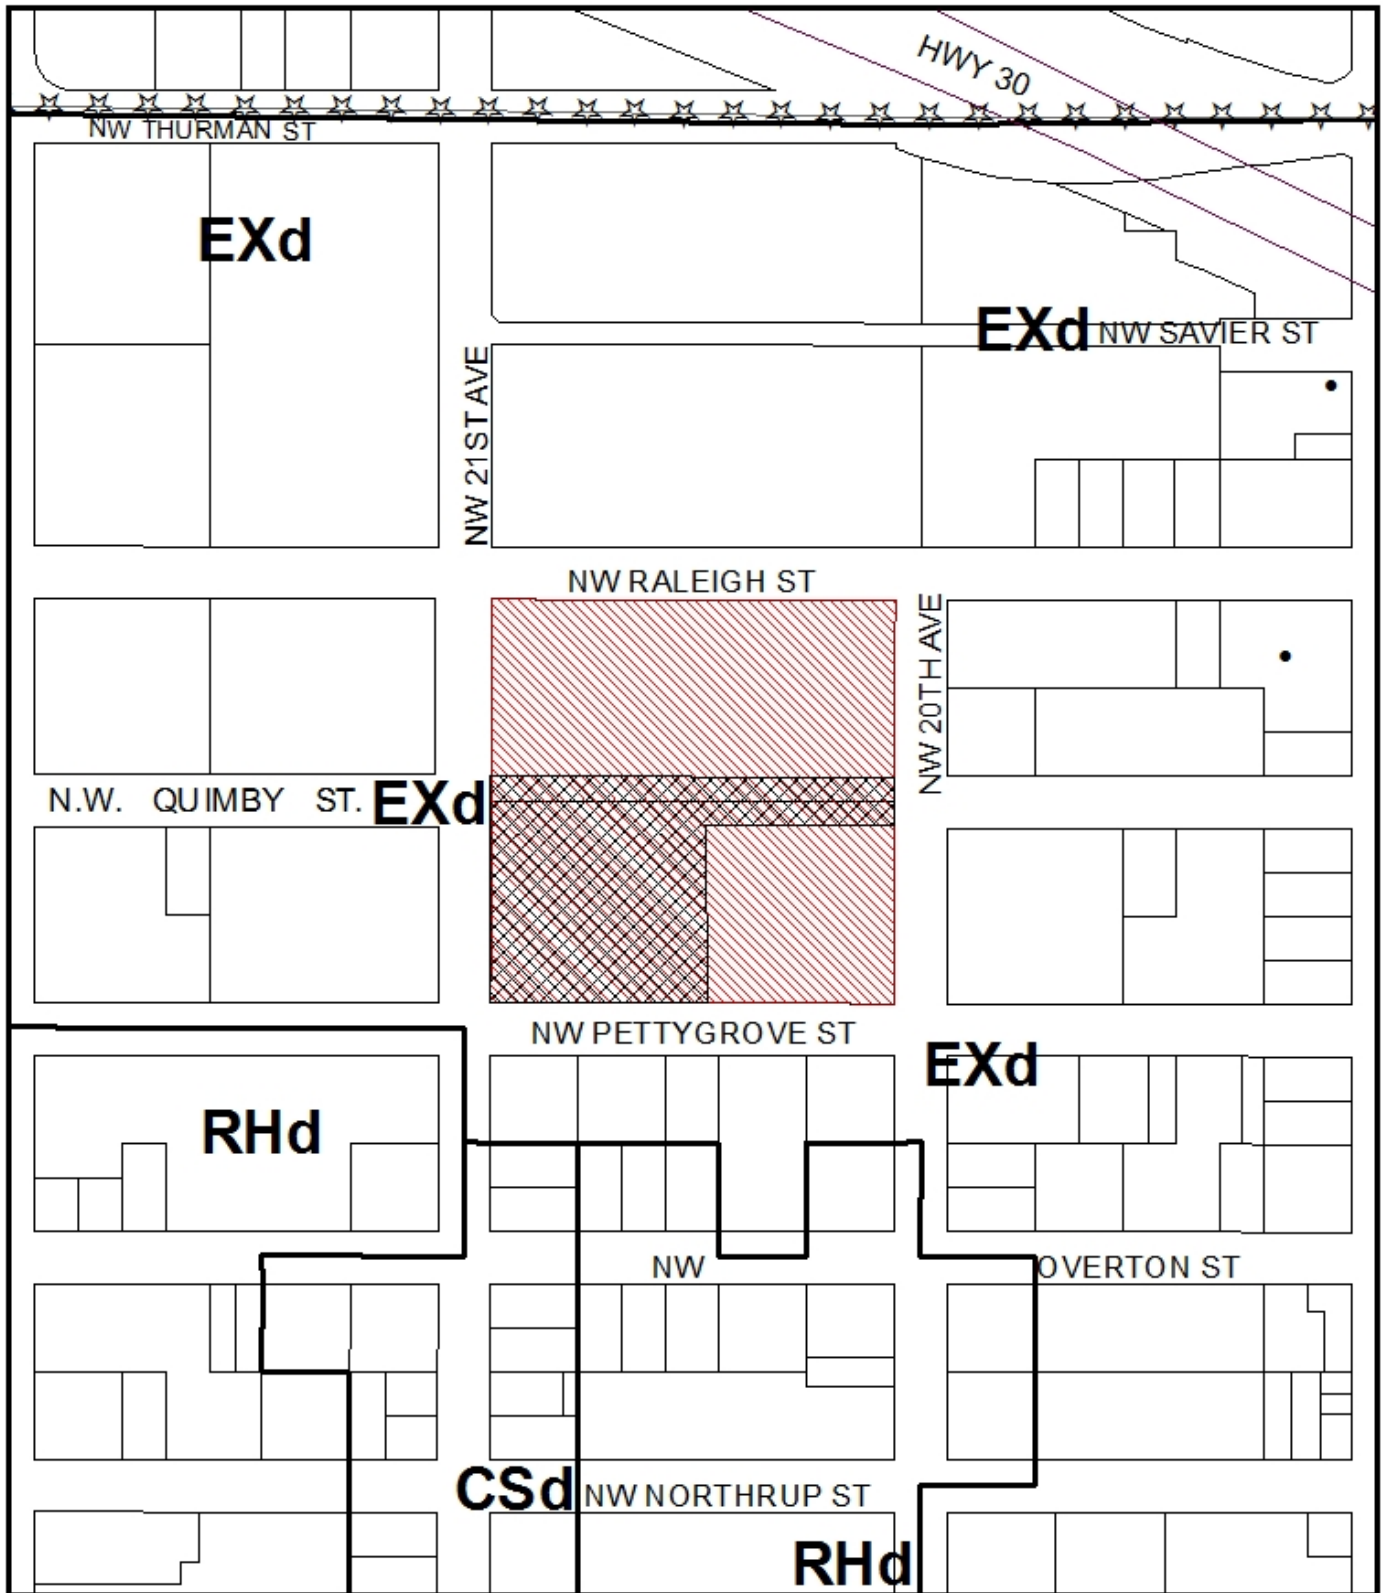 HWY 30
NW THURMAN ST
EXd
EXd
NW SAVIER ST
NW 21ST AVE
NW RALEIGH ST
NW 20TH AVE
N.W. QUIMBY ST.
EXd
NW PETTYGROVE ST
EXd
RHd
NW OVERTON ST
CSd
NW NORTHRUP ST
RHd